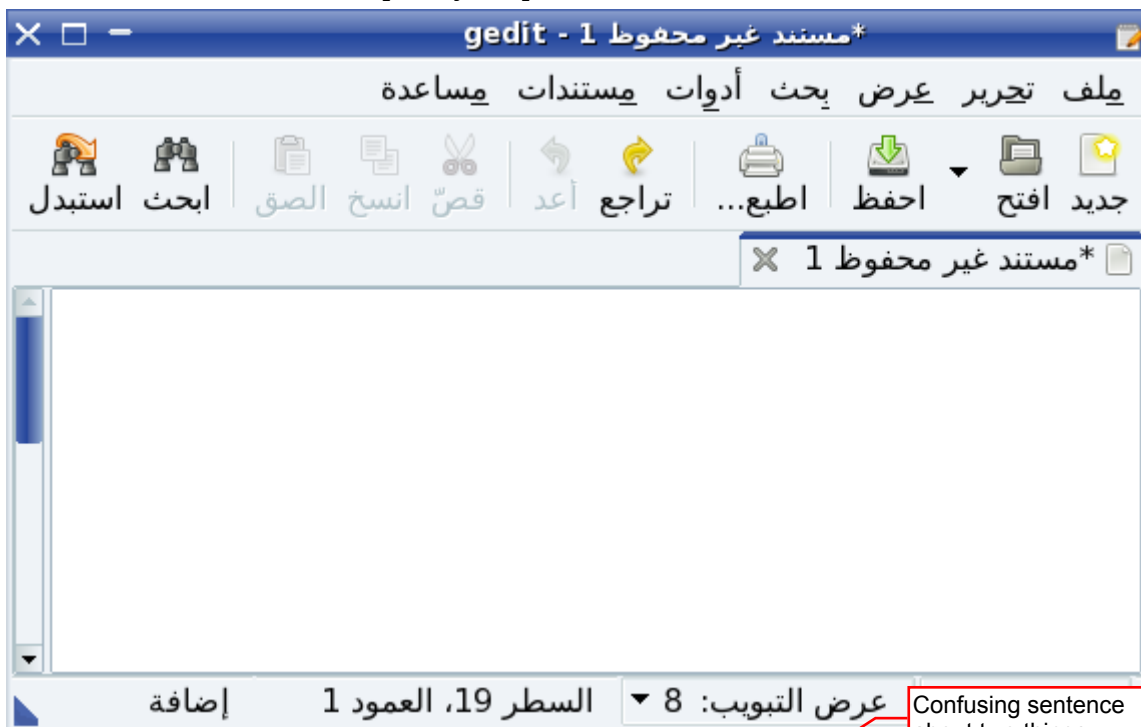 *مستند غير محفوظ 1 - gedit
ملف تحرير عرض بحث أدوات مستندات مساعدة
جديد افتح احفظ اطبع... تراجع أعد قصّ انسخ الصق ابحث استبدل
*مستند غير محفوظ 1
عرض التبويب: 8 السطر 19، العمود 1 إضافة
Confusing sentence